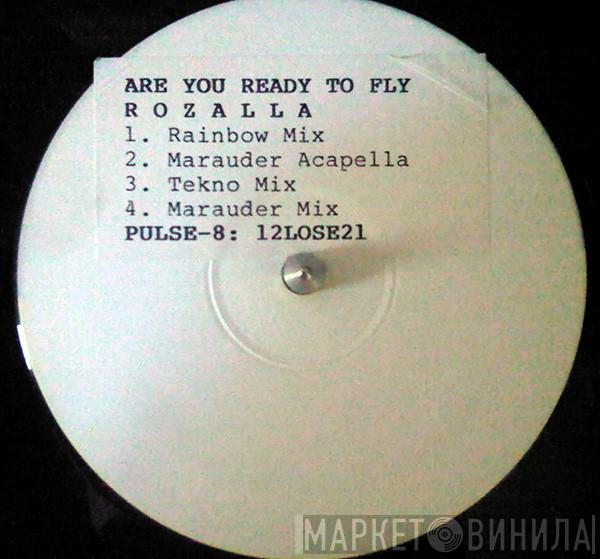 ARE YOU READY TO FLY
R O Z A L L A
1. Rainbow Mix
2. Marauder Acapella
3. Tekno Mix
4. Marauder Mix
PULSE-8: 12LOSE21
МАРКЕТ ВИНИЛА